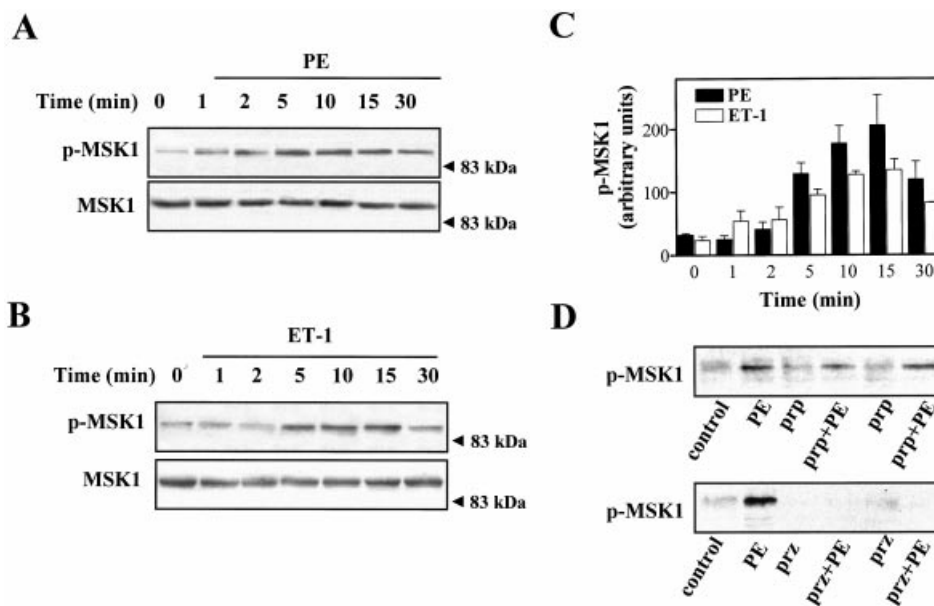 A
PE
Time (min) 0 1 2 5 10 15 30
p-MSK1
◄ 83 kDa
MSK1
◄ 83 kDa
B
ET-1
Time (min) 0 1 2 5 10 15 30
p-MSK1
◄ 83 kDa
MSK1
◄ 83 kDa
C
p-MSK1
(arbitrary units)
200
100
0
PE
ET-1
0 1 2 5 10 15 30
Time (min)
D
p-MSK1
control PE prp prp+PE prp prp+PE
p-MSK1
control PE prz prz+PE prz prz+PE